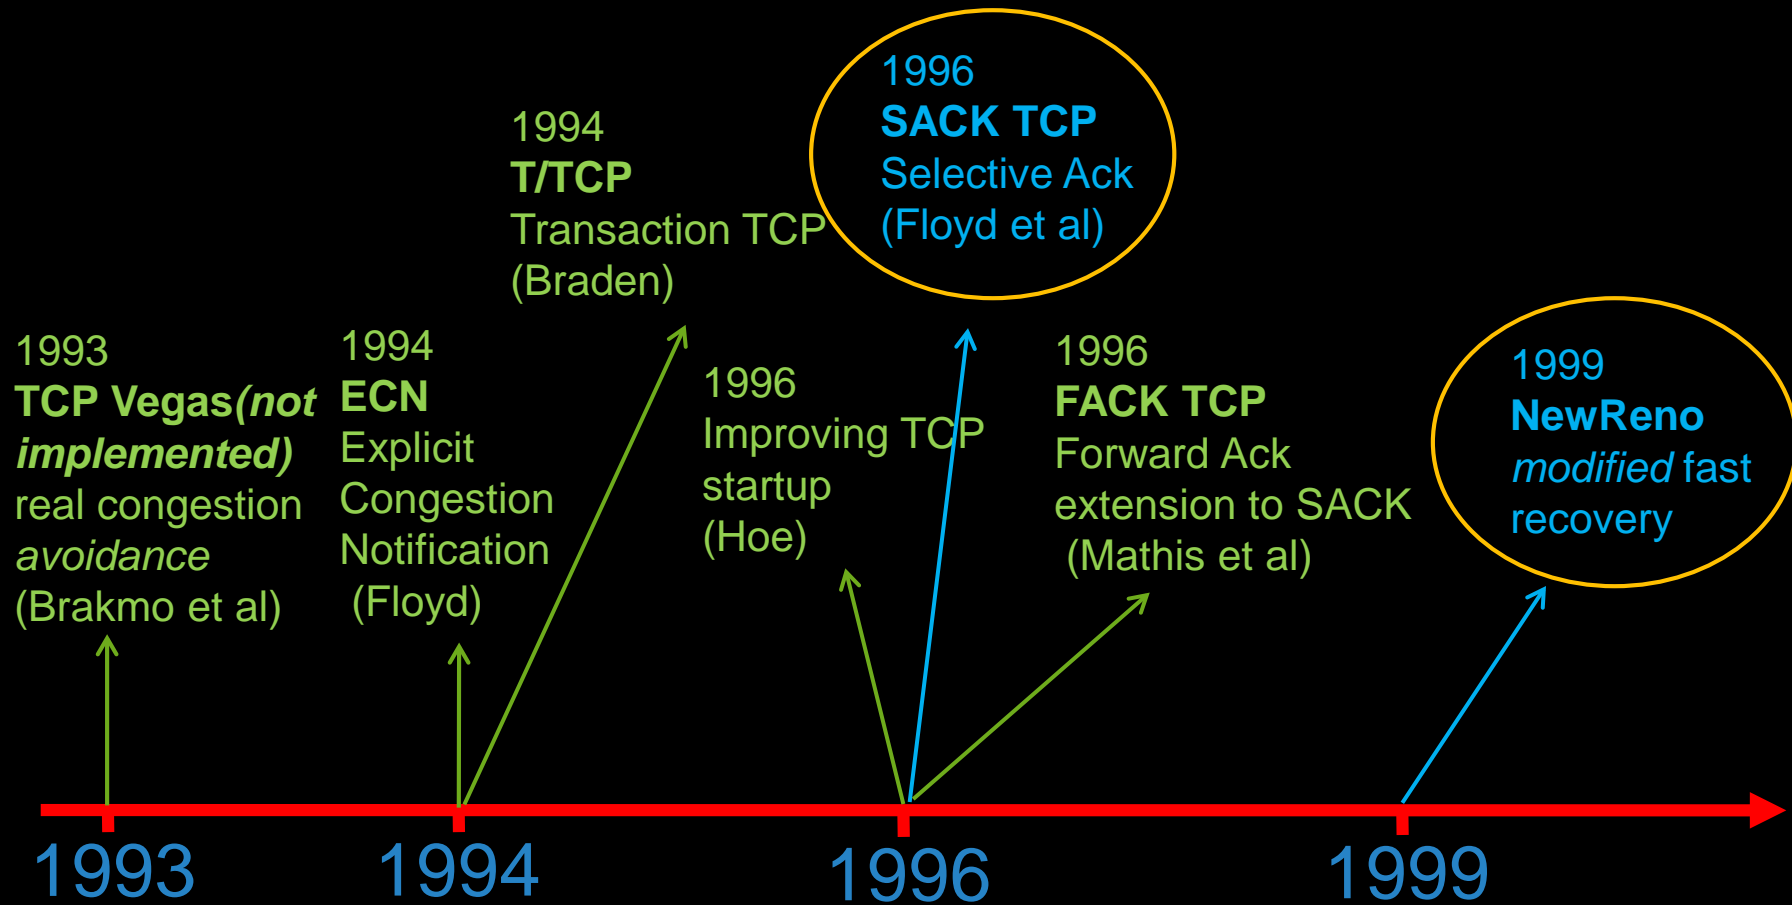 1993
TCP Vegas(not
implemented)
real congestion
avoidance
(Brakmo et al)
1994
ECN
Explicit
Congestion
Notification
(Floyd)
1994
T/TCP
Transaction TCP
(Braden)
1996
Improving TCP
startup
(Hoe)
1996
SACK TCP
Selective Ack
(Floyd et al)
1996
FACK TCP
Forward Ack
extension to SACK
(Mathis et al)
1999
NewReno
modified fast
recovery
1993
1994
1996
1999